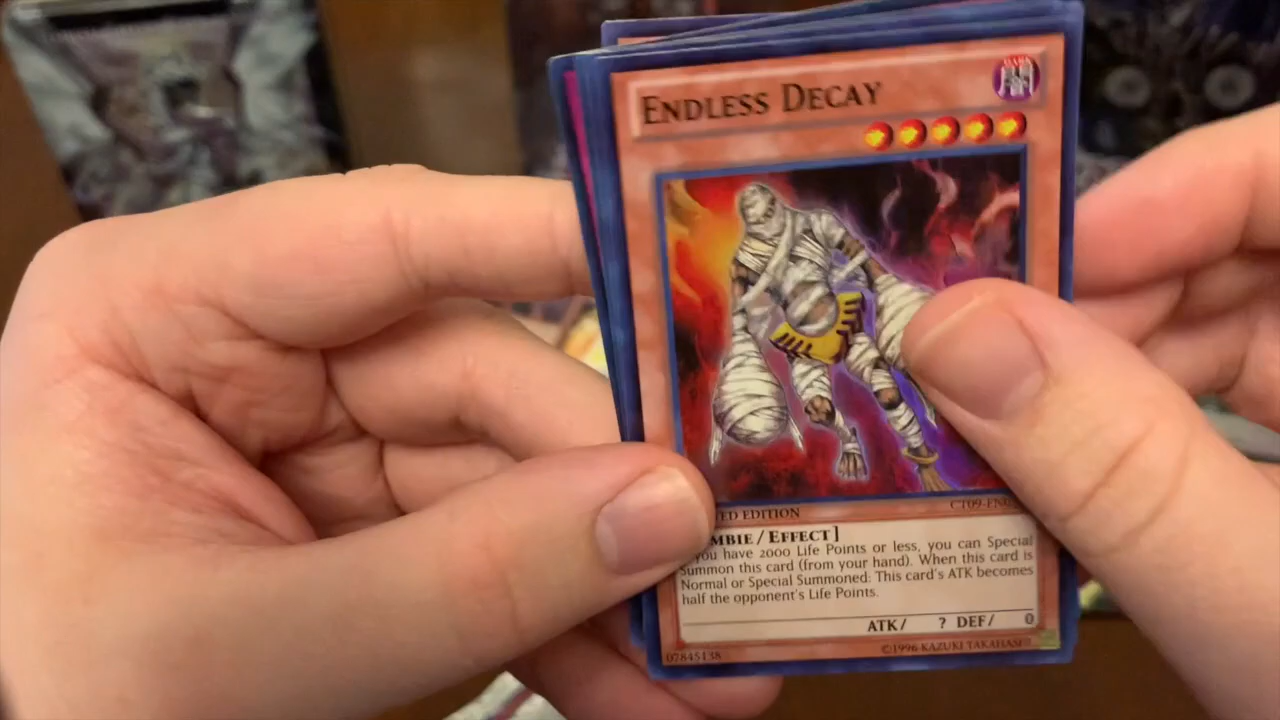 ENDLESS DECAY
TED EDITION
CT09-EN0
MBIE/EFFECT]
you have 2000 Life Points or less, you can Special
Summon this card (from your hand). When this card is
Normal or Special Summoned: This card's ATK becomes
half the opponent's Life Points.
ATK/ ? DEF/ 0
07845138
©1996 KAZUKI TAKAHASHI